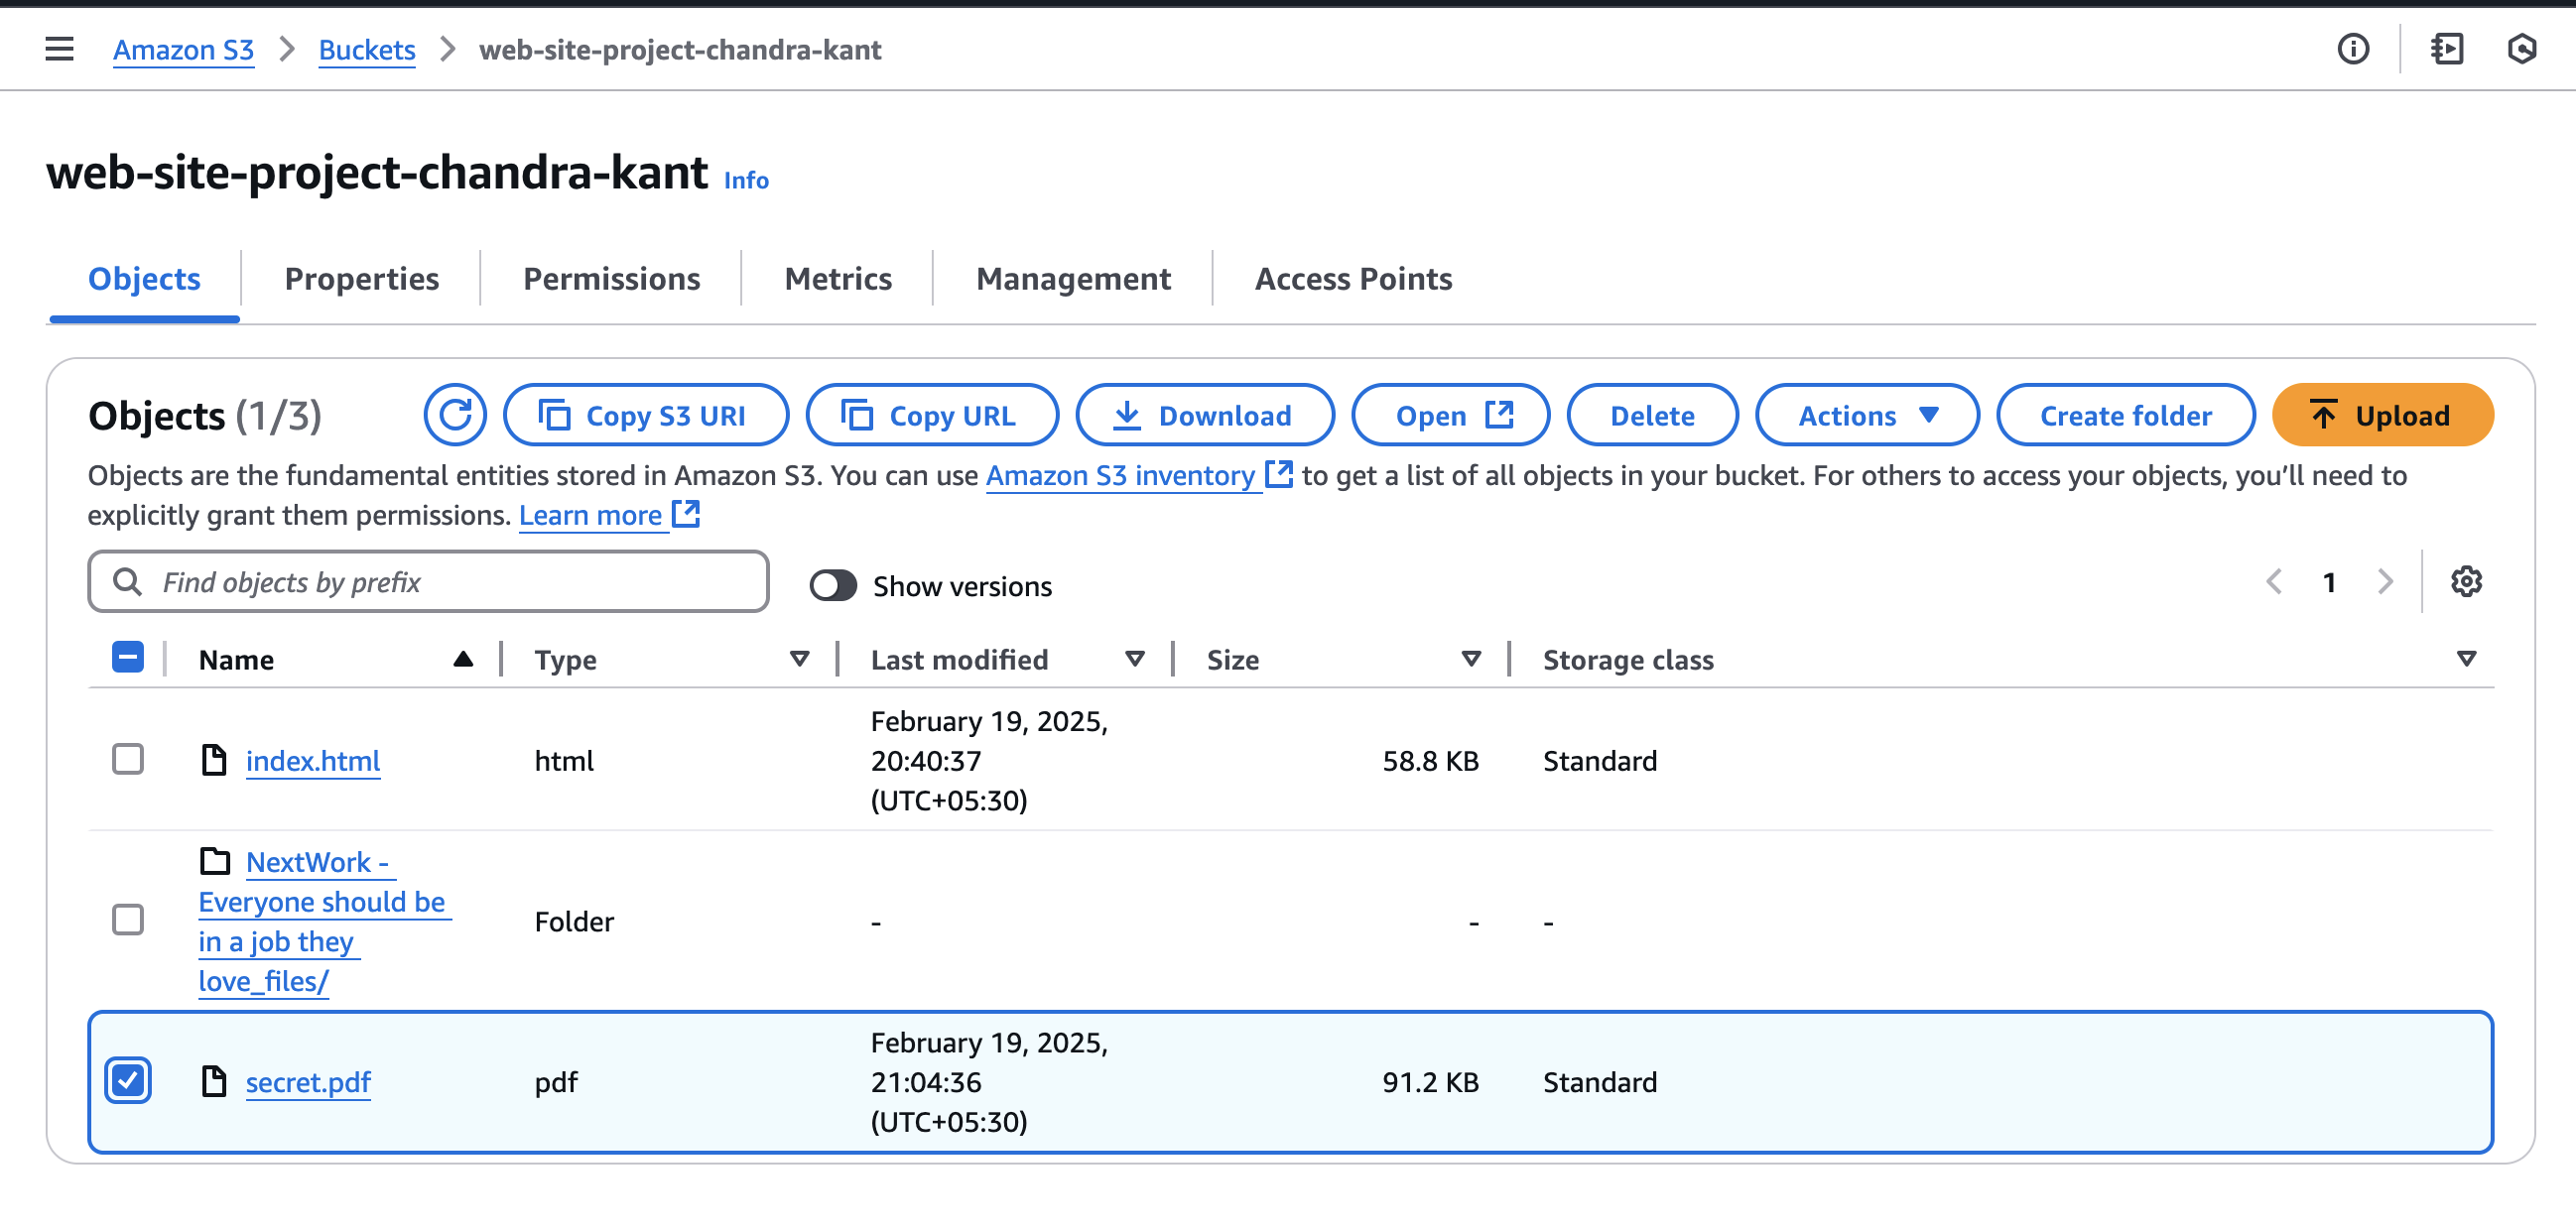 Amazon S3 > Buckets > web-site-project-chandra-kant
web-site-project-chandra-kant Info
Objects Properties Permissions Metrics Management Access Points
Objects (1/3) Copy S3 URI Copy URL Download Open Delete Actions Create folder Upload
Objects are the fundamental entities stored in Amazon S3. You can use Amazon S3 inventory to get a list of all objects in your bucket. For others to access your objects, you’ll need to
explicitly grant them permissions. Learn more
Find objects by prefix Show versions 1
Name Type Last modified Size Storage class
index.html html February 19, 2025, 58.8 KB Standard
20:40:37
(UTC+05:30)
NextWork -
Everyone should be
in a job they
love_files/
Folder - - -
secret.pdf pdf February 19, 2025, 91.2 KB Standard
21:04:36
(UTC+05:30)